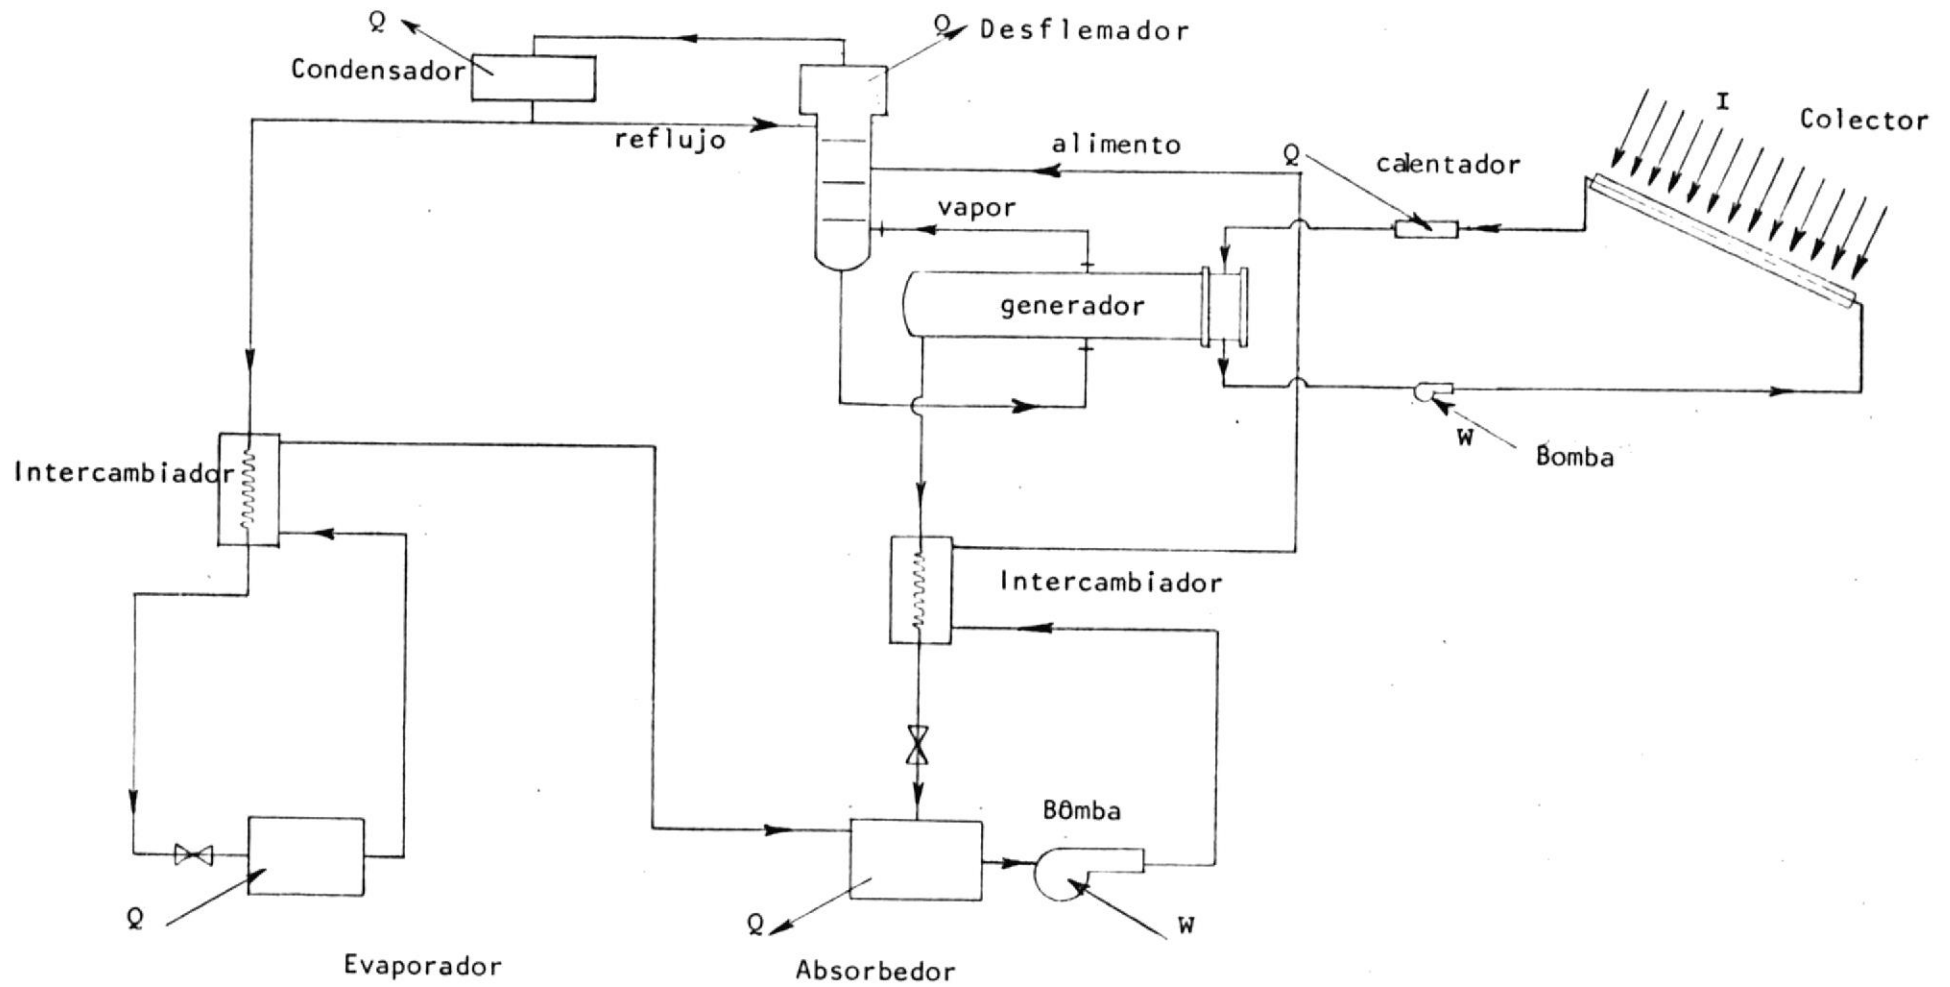 Q
Q
Desflemador
Condensador
I
Colector
reflujo
alimento
Q
calentador
vapor
generador
W
Bomba
Intercambiador
Intercambiador
Bomba
Q
Q
W
Evaporador
Absorbedor